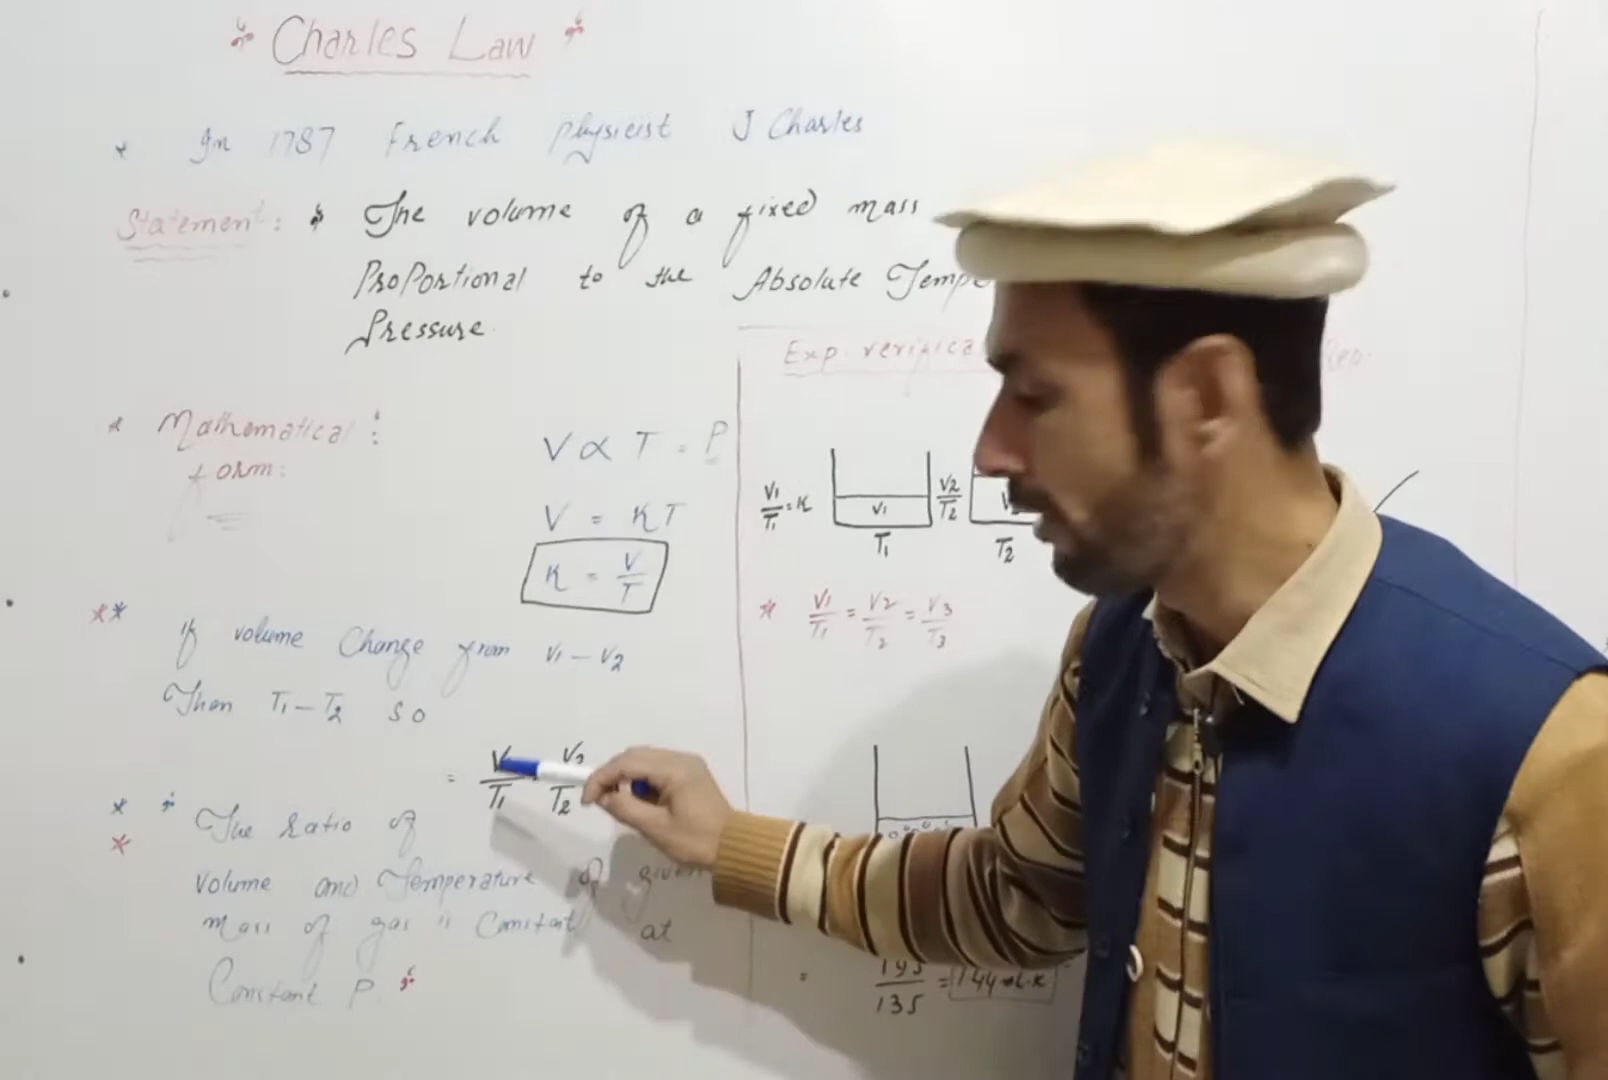 Charles Law
* In 1787 French Physicist J Charles
Statement: The volume of a fixed mass
ProPortional to the Absolute Tempe
Pressure.
Exp. verifica
* Mathematical:
form:
V ∝ T
P
V = KT
K = V/T
V1/T1 = K
V1
T1
V2/T2
T2
* V1/T1 = V2/T2 = V3/T3
** If volume Change from V1 – V2
Then T1 – T2 so
= V/T1 V2/T2
* * The Ratio of
Volume and Temperature of given
mass of gas is Constant at
Constant P.